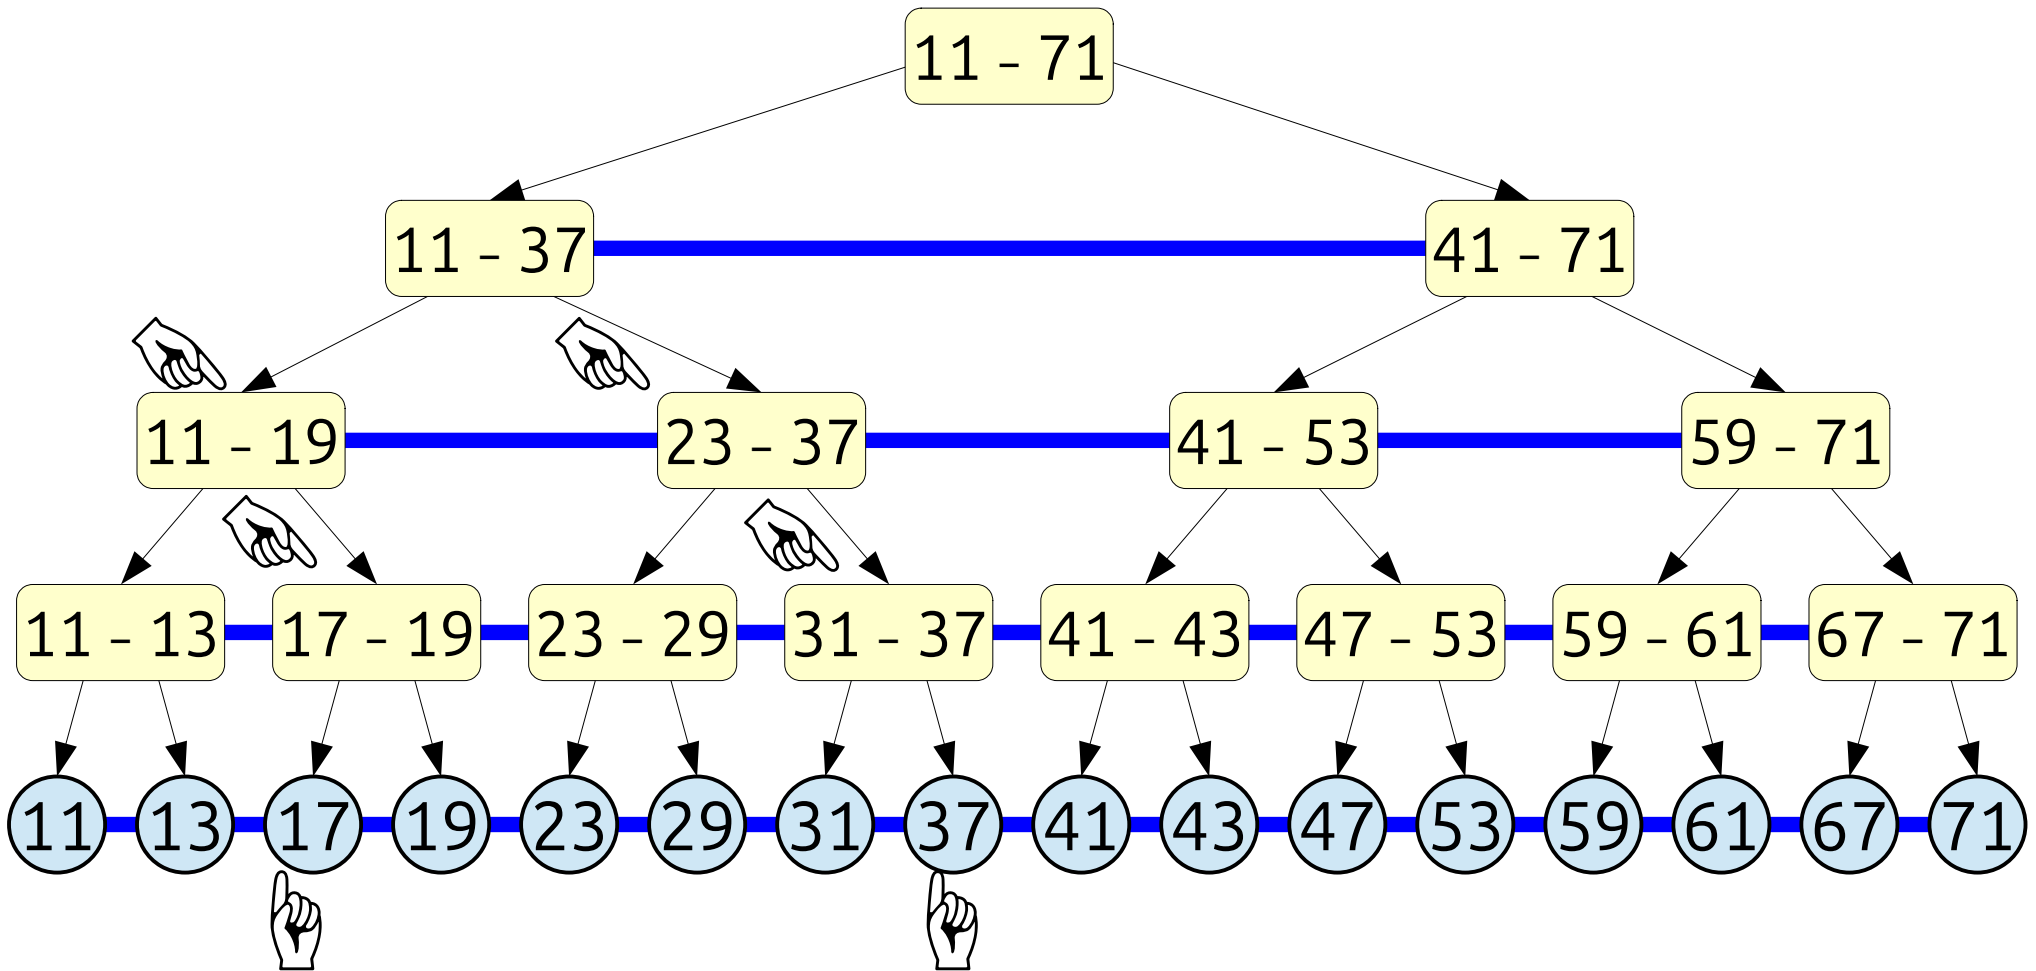 11 – 71
11 – 37 41 – 71
11 – 19 23 – 37 41 – 53 59 – 71
11 – 13 17 – 19 23 – 29 31 – 37 41 – 43 47 – 53 59 – 61 67 – 71
11 13 17 19 23 29 31 37 41 43 47 53 59 61 67 71